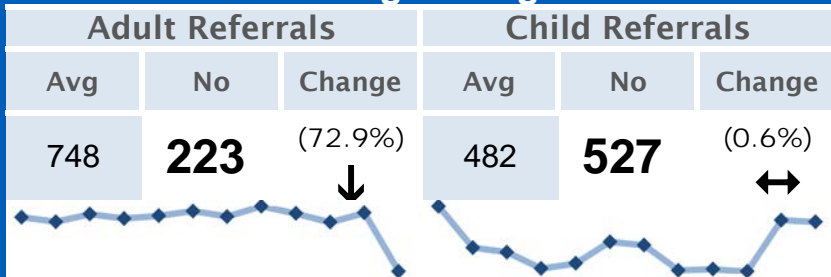 Adult Referrals Child Referrals
Avg No Change Avg No Change
748 223 (72.9%) 482 527 (0.6%)